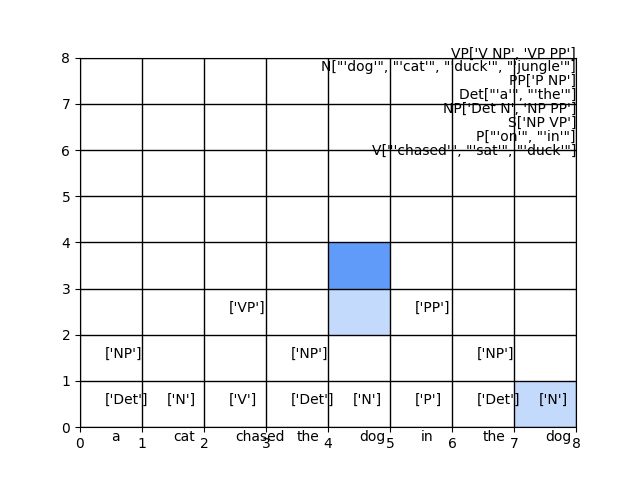 VP['V NP', 'VP PP']
8
N["'dog'", "'cat'", "'duck'", "'jungle'"]
PP['P NP']
Det["'a'", "'the'"]
7
NP['Det N', 'NP PP']
S['NP VP']
P["'on'", "'in'"]
6
V["'chased'", "'sat'", "'duck'"]
5
4
3
['VP'] ['PP']
2
['NP'] ['NP'] ['NP']
1
['Det'] ['N'] ['V'] ['Det'] ['N'] ['P'] ['Det'] ['N']
0
a cat chased the dog in the dog
0 1 2 3 4 5 6 7 8